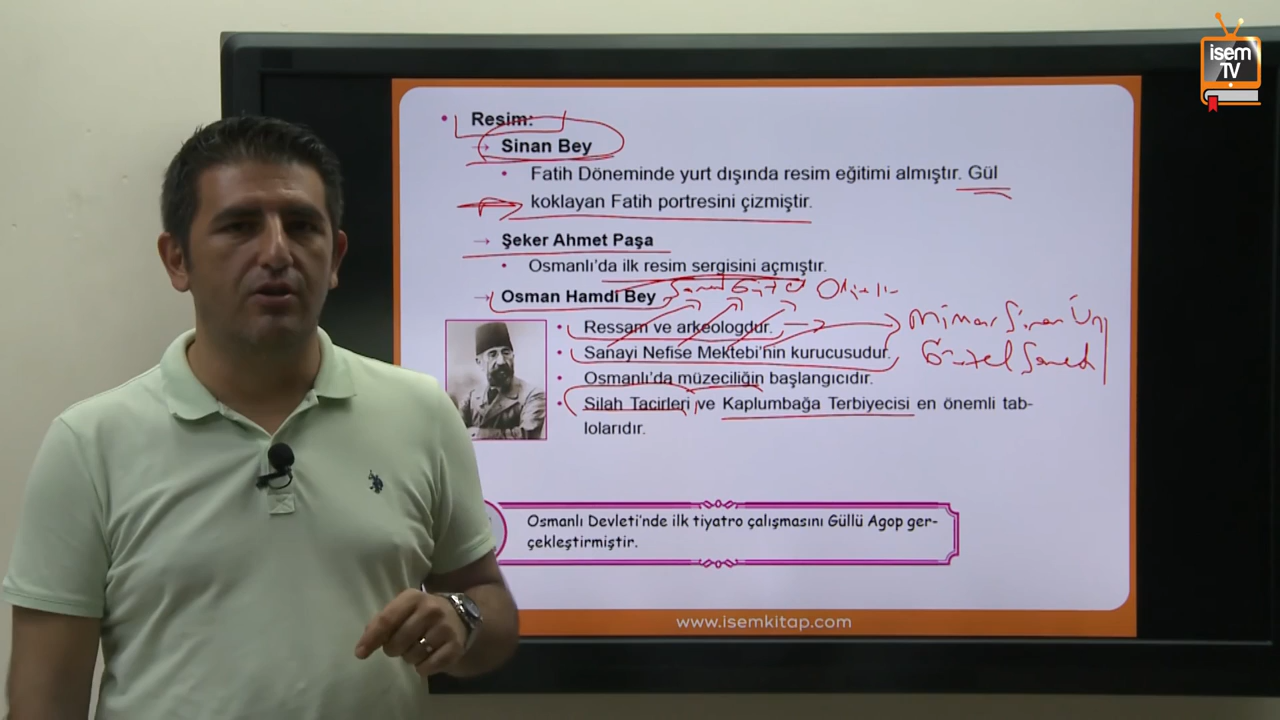 isem
TV
• Resim:
→ Sinan Bey
• Fatih Döneminde yurt dışında resim eğitimi almıştır. Gül
koklayan Fatih portresini çizmiştir.
→ Şeker Ahmet Paşa
• Osmanlı'da ilk resim sergisini açmıştır.
→ Osman Hamdi Bey
• Ressam ve arkeologdur.
Mimar Sinan Ün
• Sanayi Nefise Mektebi'nin kurucusudur.
Güzel Sanat
• Osmanlı'da müzeciliğin başlangıcıdır.
• Silah Tacirleri ve Kaplumbağa Terbiyecisi en önemli tab-
lolarıdır.
Osmanlı Devleti'nde ilk tiyatro çalışmasını Güllü Agop ger-
çekleştirmiştir.
www.isemkitap.com